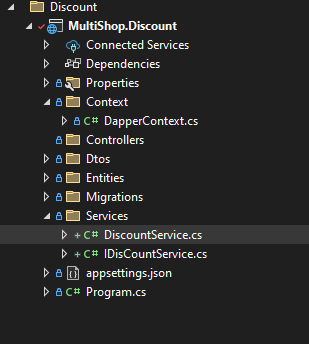 Discount
MultiShop.Discount
Connected Services
Dependencies
Properties
Context
C# DapperContext.cs
Controllers
Dtos
Entities
Migrations
Services
+ C# DiscountService.cs
+ C# IDisCountService.cs
appsettings.json
C# Program.cs